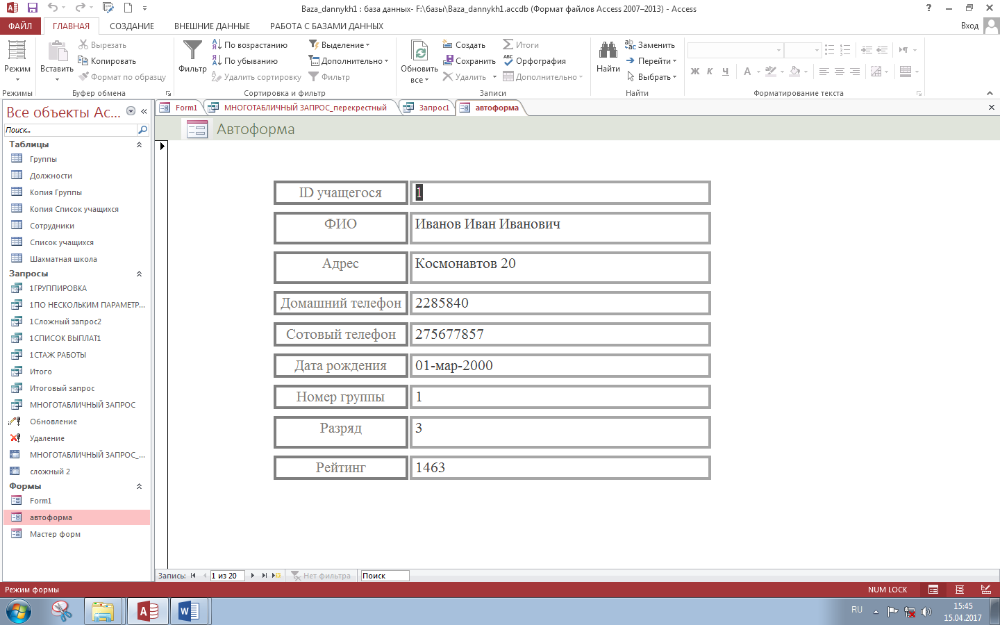 Baza_dannykh1 : база данных- F:\базы\Baza_dannykh1.accdb (Формат файлов Access 2007–2013) - Access
ФАЙЛ ГЛАВНАЯ СОЗДАНИЕ ВНЕШНИЕ ДАННЫЕ РАБОТА С БАЗАМИ ДАННЫХ Вход
Режим
Режимы
Вставить
Вырезать
Копировать
Формат по образцу
Буфер обмена
Фильтр
По возрастанию
По убыванию
Удалить сортировку
Выделение
Дополнительно
Фильтр
Сортировка и фильтр
Обновить
все
Создать
Сохранить
Удалить
Итоги
Орфография
Дополнительно
Записи
Найти
Заменить
Перейти
Выбрать
Найти
Ж К Ч
Форматирование текста
Все объекты Ac...
Поиск...
Таблицы
Группы
Должности
Копия Группы
Копия Список учащихся
Сотрудники
Список учащихся
Шахматная школа
Запросы
1ГРУППИРОВКА
1ПО НЕСКОЛЬКИМ ПАРАМЕТР...
1Сложный запрос2
1СПИСОК ВЫПЛАТ1
1СТАЖ РАБОТЫ
Итого
Итоговый запрос
МНОГОТАБЛИЧНЫЙ ЗАПРОС
Обновление
Удаление
МНОГОТАБЛИЧНЫЙ ЗАПРОС_...
сложный 2
Формы
Form1
автоформа
Мастер форм
Form1 МНОГОТАБЛИЧНЫЙ ЗАПРОС_перекрестный Запрос1 автоформа
Автоформа
ID учащегося 1
ФИО Иванов Иван Иванович
Адрес Космонавтов 20
Домашний телефон 2285840
Сотовый телефон 275677857
Дата рождения 01-мар-2000
Номер группы 1
Разряд 3
Рейтинг 1463
Запись: 1 из 20 Нет фильтра Поиск
Режим формы NUM LOCK
RU 15:45
15.04.2017